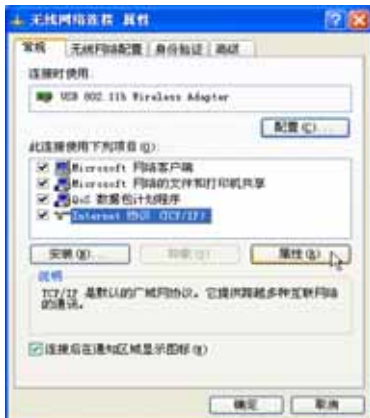 无线网络连接 属性
常规 无线网络配置 身份验证 高级
连接时使用
USB 802.11b Wireless Adapter
配置(C)...
此连接使用下列项目(O):
Microsoft 网络客户端
Microsoft 网络的文件和打印机共享
QoS 数据包计划程序
Internet 协议 (TCP/IP)
安装(N)... 卸载(U) 属性(R)
说明
TCP/IP 是默认的广域网协议。它提供跨越多种互联网络
的通讯。
连接后在通知区域显示图标(W)
确定 取消